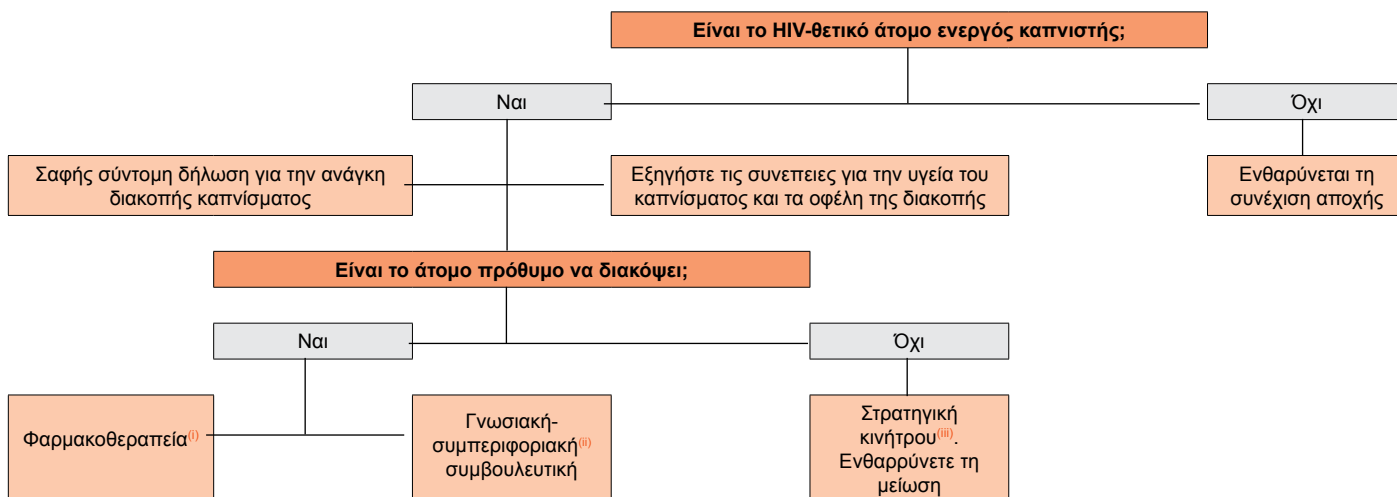 Είναι το HIV-θετικό άτομο ενεργός καπνιστής;
Ναι
Όχι
Σαφής σύντομη δήλωση για την ανάγκη
διακοπής καπνίσματος
Εξηγήστε τις συνεπειες για την υγεία του
καπνίσματος και τα οφέλη της διακοπής
Ενθαρύνεται τη
συνέχιση αποχής
Είναι το άτομο πρόθυμο να διακόψει;
Ναι
Όχι
Φαρμακοθεραπεία(i)
Γνωσιακή-
συμπεριφοριακή(ii)
συμβουλευτική
Στρατηγική
κινήτρου(iii).
Ενθαρρύνετε τη
μείωση